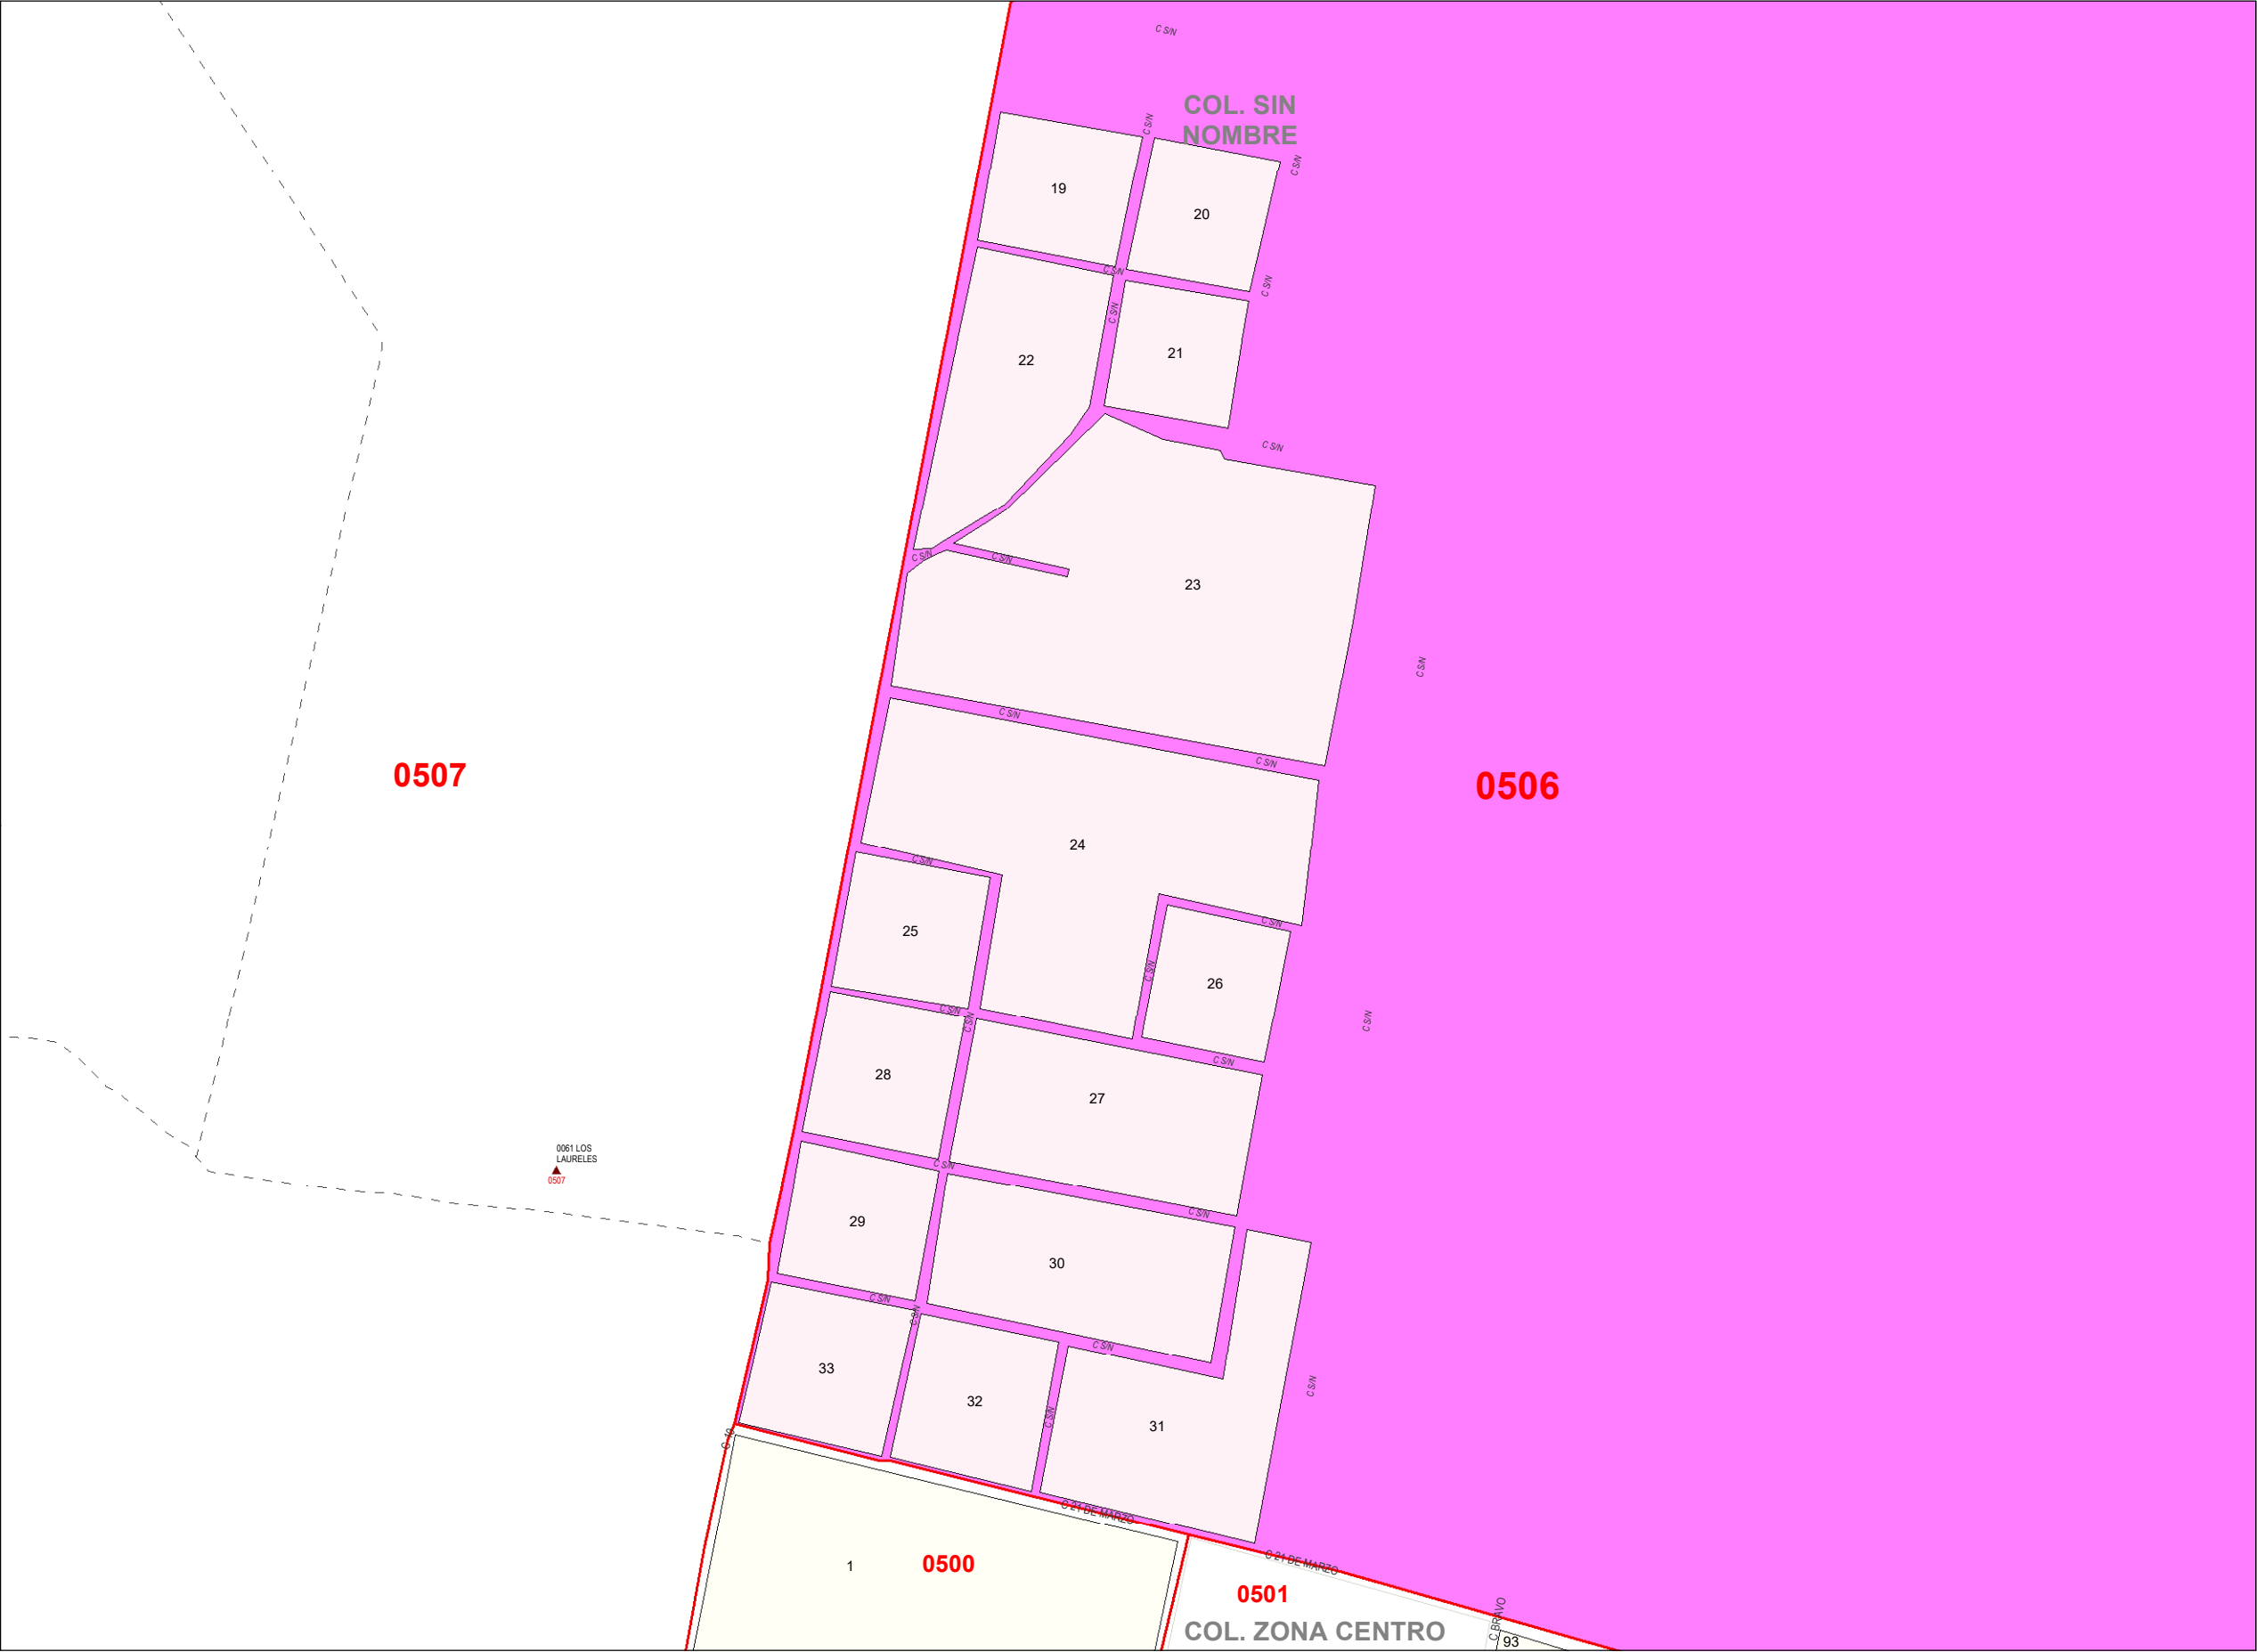 C S/N
COL. SIN
NOMBRE
C S/N
C S/N
19
20
C S/N
C S/N
C S/N
21
22
C S/N
C S/N
C S/N
23
C S/N
C S/N
C S/N
0507
0506
24
C S/N
C S/N
25
C S/N
26
C S/N
C S/N
C S/N
C S/N
28
27
0061 LOS
LAURELES
0507
C S/N
C S/N
29
30
C S/N
C S/N
C S/N
33
32
C S/N
C S/N
31
C 10
C 21 DE MARZO
C 21 DE MARZO
1
0500
0501
C BRAVO
COL. ZONA CENTRO
93